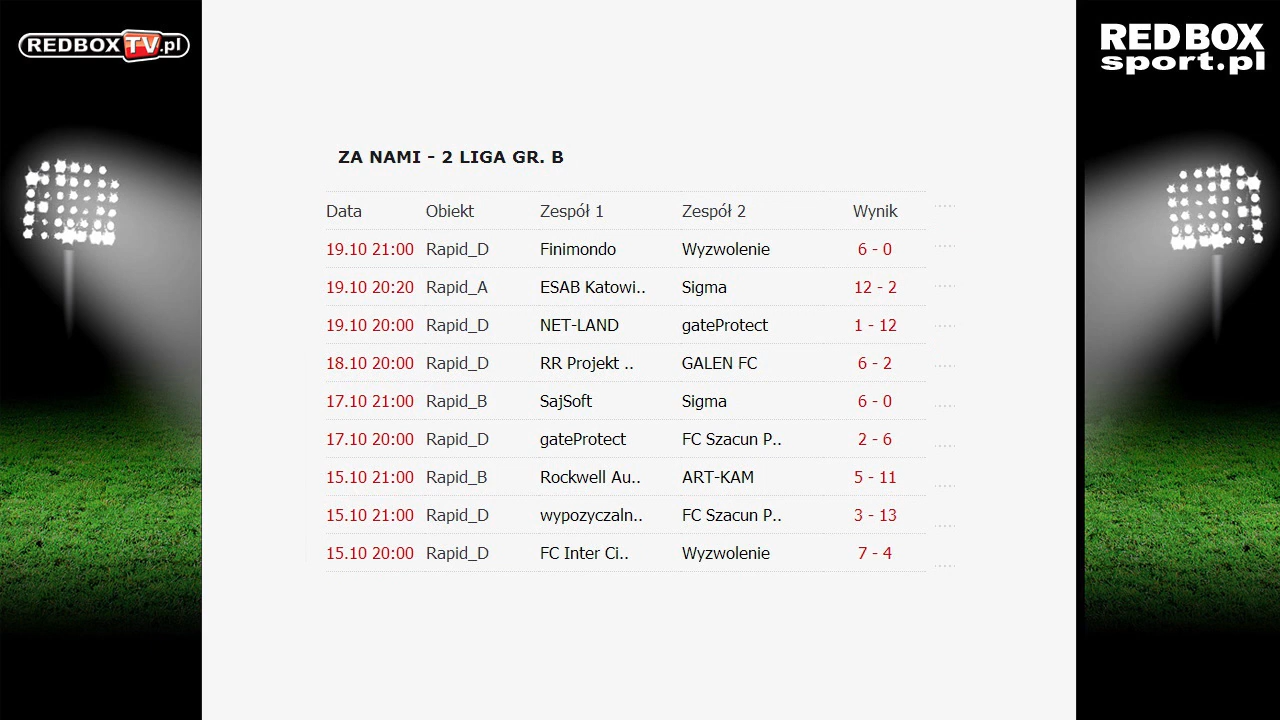 REDBOXTV.pl
RED BOX
sport.pl
ZA NAMI - 2 LIGA GR. B
Data Obiekt Zespół 1 Zespół 2 Wynik
19.10 21:00 Rapid_D Finimondo Wyzwolenie 6 - 0
19.10 20:20 Rapid_A ESAB Katowi.. Sigma 12 - 2
19.10 20:00 Rapid_D NET-LAND gateProtect 1 - 12
18.10 20:00 Rapid_D RR Projekt .. GALEN FC 6 - 2
17.10 21:00 Rapid_B SajSoft Sigma 6 - 0
17.10 20:00 Rapid_D gateProtect FC Szacun P.. 2 - 6
15.10 21:00 Rapid_B Rockwell Au.. ART-KAM 5 - 11
15.10 21:00 Rapid_D wypozyczaln.. FC Szacun P.. 3 - 13
15.10 20:00 Rapid_D FC Inter Ci.. Wyzwolenie 7 - 4